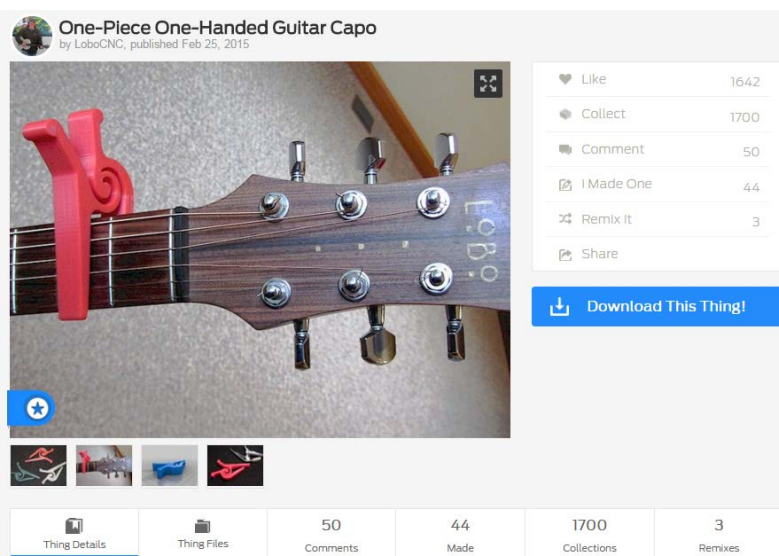 One-Piece One-Handed Guitar Capo
by LoboCNC, published Feb 25, 2015
LoBo.
Like 1642
Collect 1700
Comment 50
I Made One 44
Remix It 3
Share
Download This Thing!
Thing Details
Thing Files
50
Comments
44
Made
1700
Collections
3
Remixes